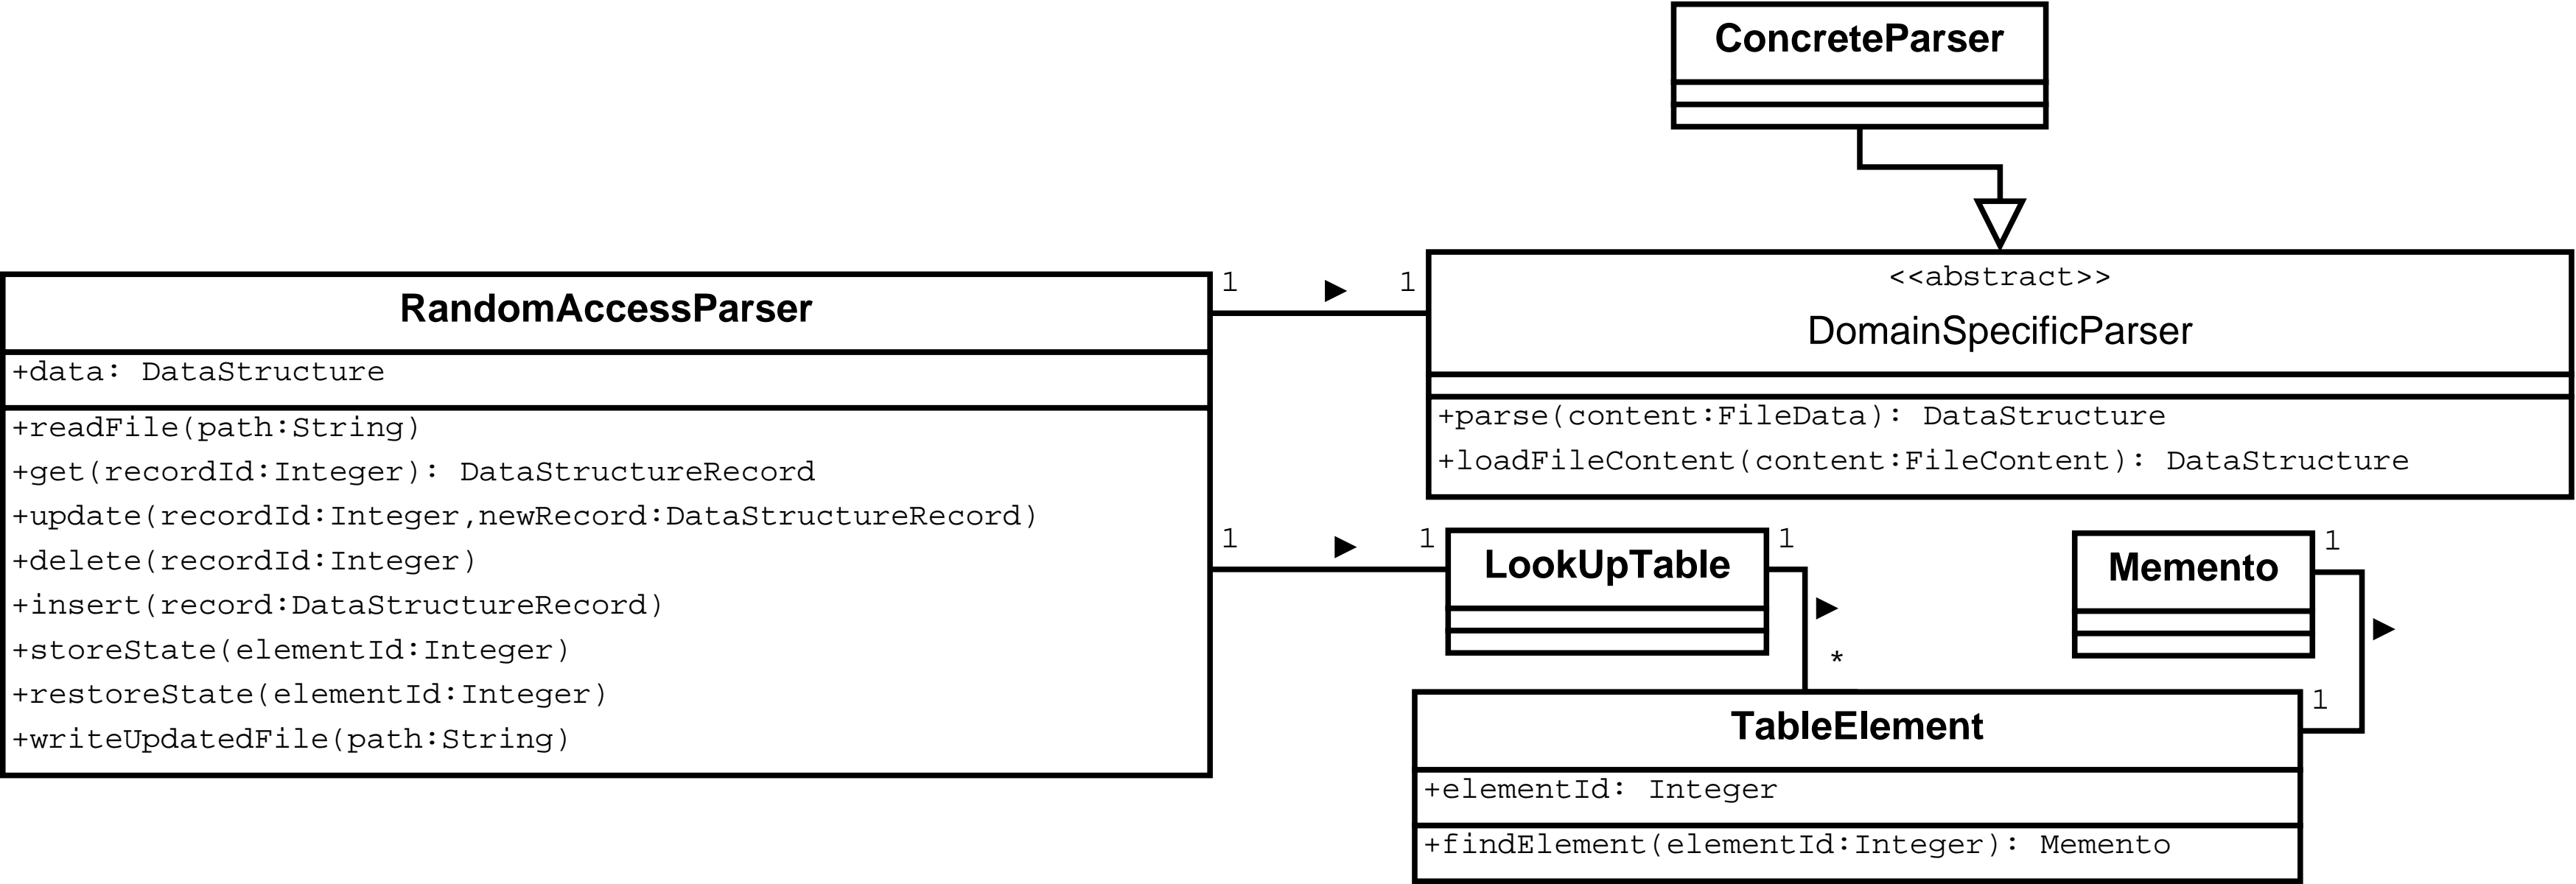 ConcreteParser
RandomAccessParser
+data: DataStructure
+readFile(path:String)
+get(recordId:Integer): DataStructureRecord
+update(recordId:Integer,newRecord:DataStructureRecord)
+delete(recordId:Integer)
+insert(record:DataStructureRecord)
+storeState(elementId:Integer)
+restoreState(elementId:Integer)
+writeUpdatedFile(path:String)
1
1
<<abstract>>
DomainSpecificParser
+parse(content:FileData): DataStructure
+loadFileContent(content:FileContent): DataStructure
1
1
LookUpTable
1
*
Memento
1
1
TableElement
+elementId: Integer
+findElement(elementId:Integer): Memento